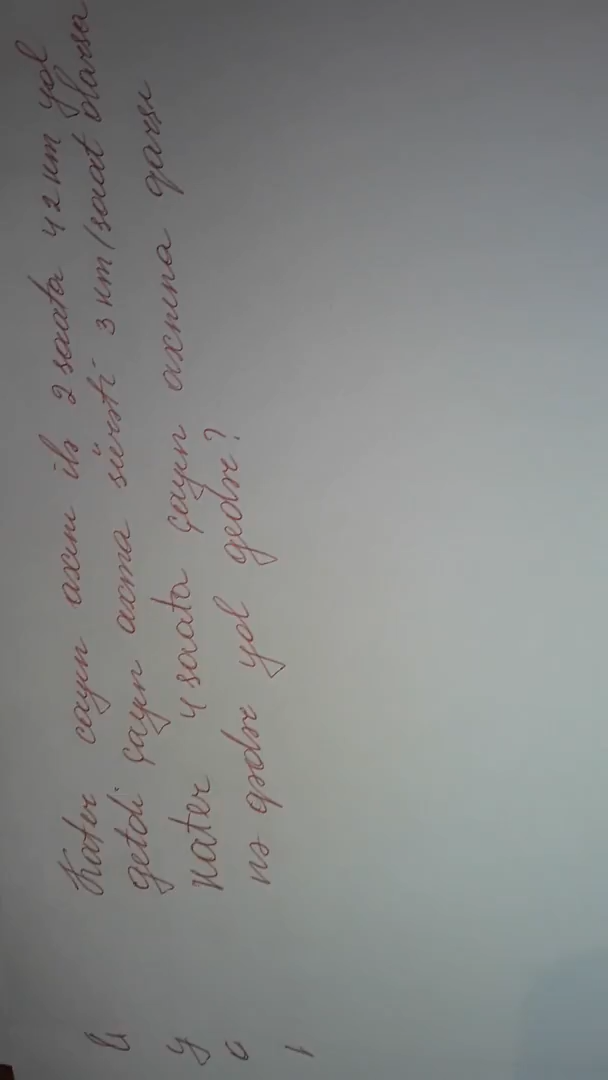 Kater çayın axını ilə 2 saata 42 km yol
getdi çayın axma sürəti 3 km/saat olarsa
kater 4 saata çayın axınına qarşı
nə qədər yol gedər?